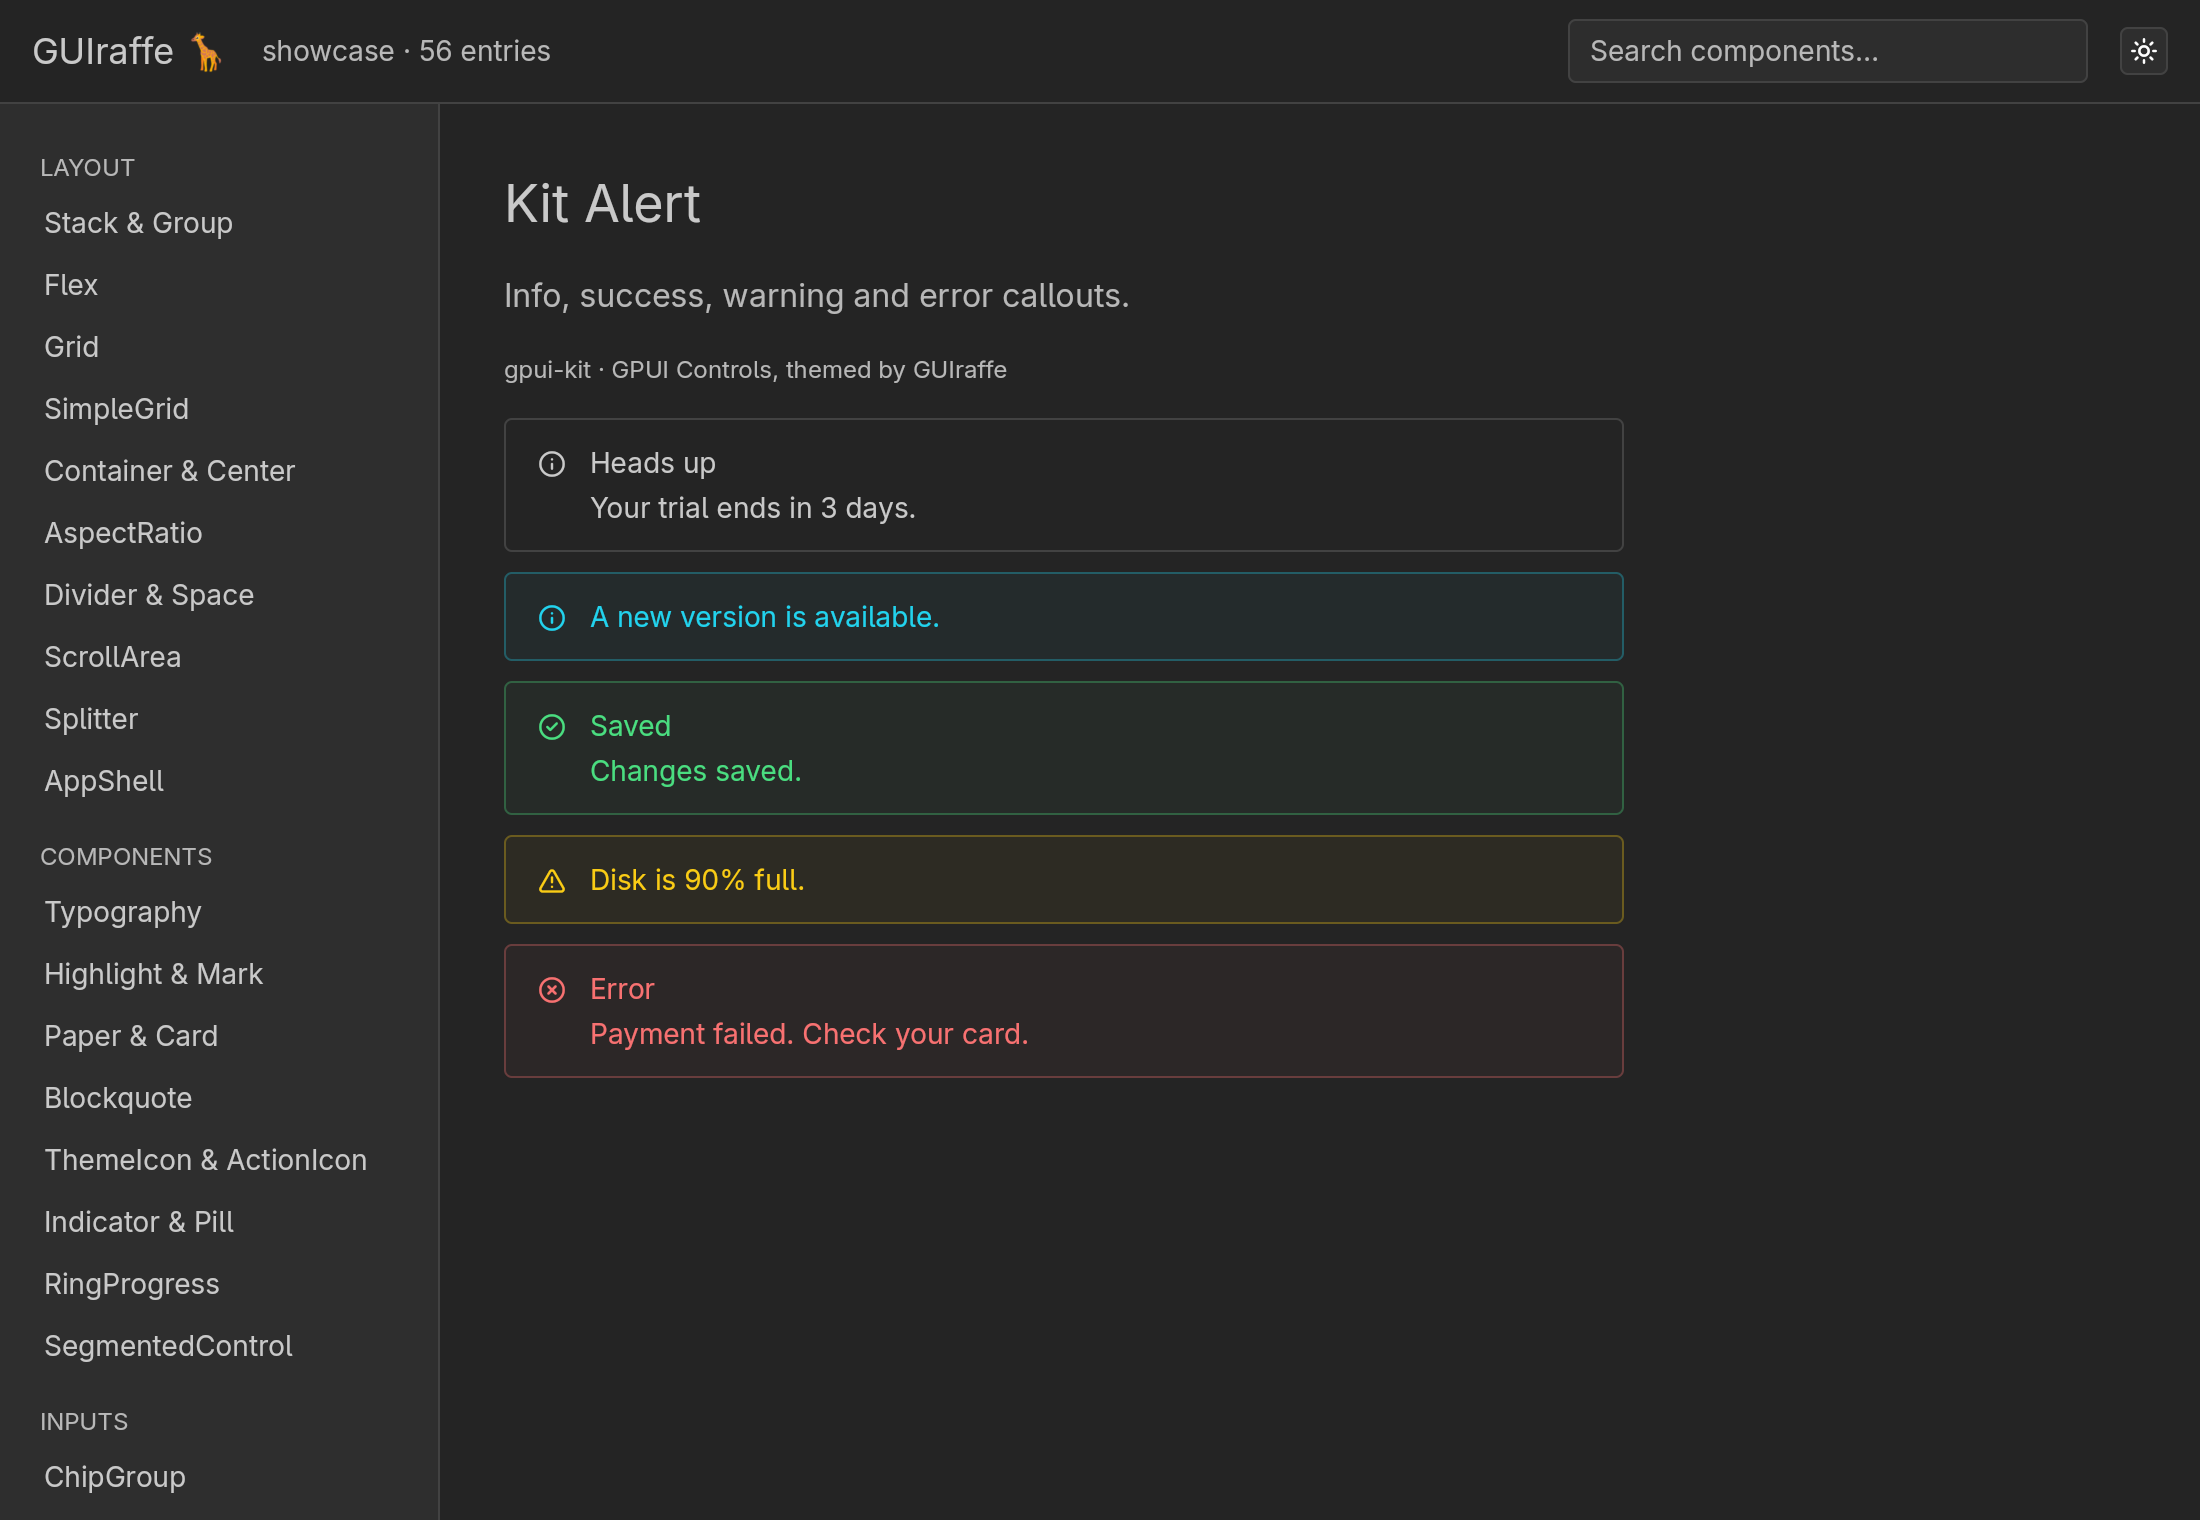 GUIraffe 🦒 showcase · 56 entries
Search components...
LAYOUT
Stack & Group
Flex
Grid
SimpleGrid
Container & Center
AspectRatio
Divider & Space
ScrollArea
Splitter
AppShell
COMPONENTS
Typography
Highlight & Mark
Paper & Card
Blockquote
ThemeIcon & ActionIcon
Indicator & Pill
RingProgress
SegmentedControl
INPUTS
ChipGroup
Kit Alert
Info, success, warning and error callouts.
gpui-kit · GPUI Controls, themed by GUIraffe
Heads up
Your trial ends in 3 days.
A new version is available.
Saved
Changes saved.
Disk is 90% full.
Error
Payment failed. Check your card.